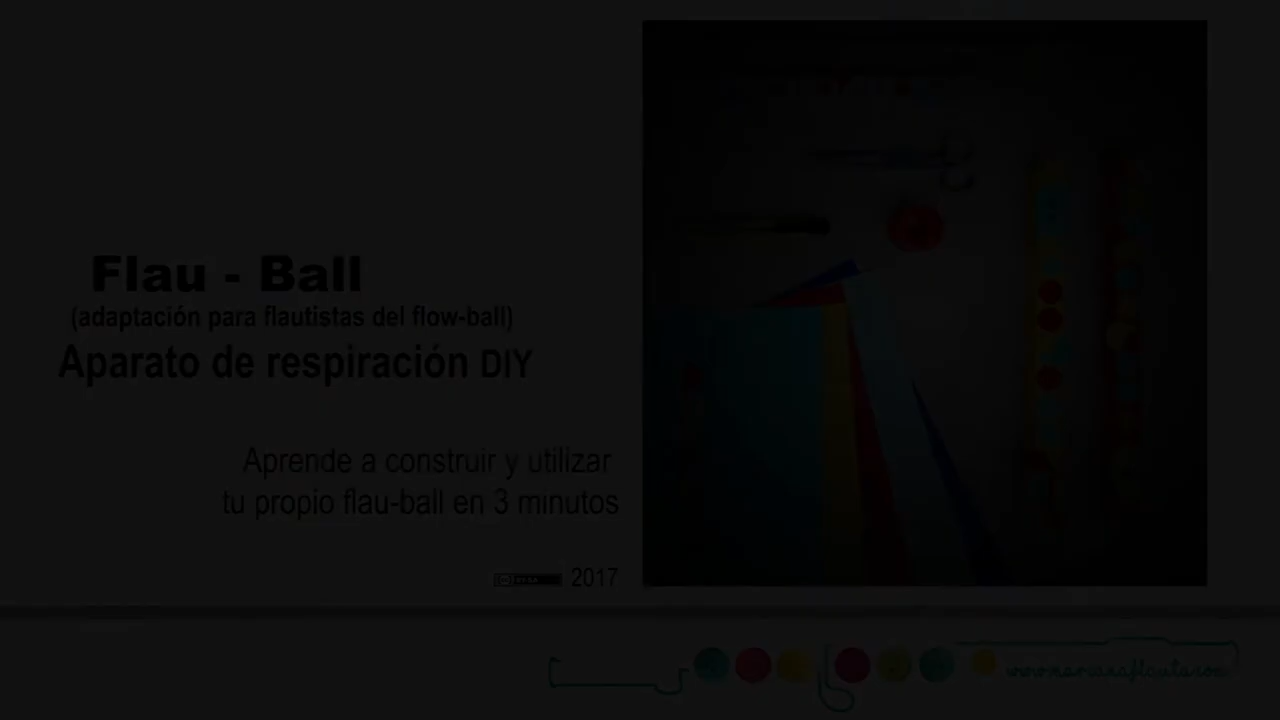 Flau - Ball
(adaptación para flautistas del flow-ball)
Aparato de respiración DIY
Aprende a construir y utilizar
tu propio flau-ball en 3 minutos
2017